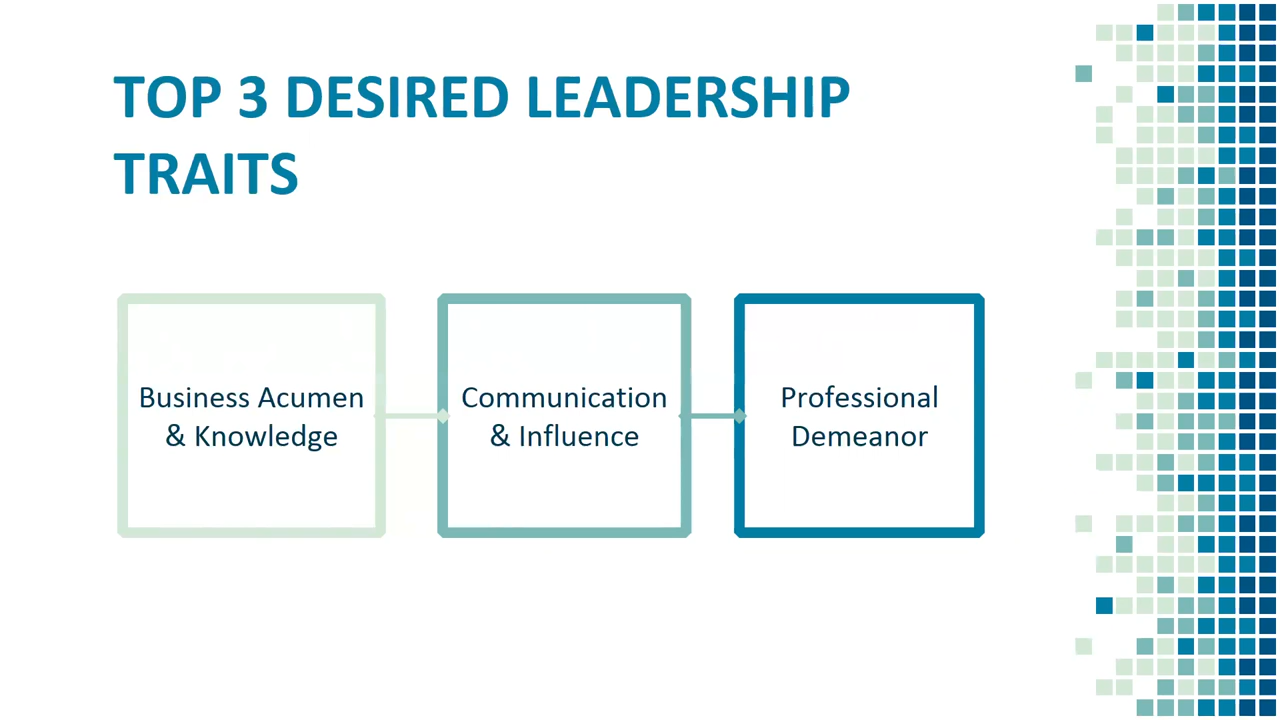 TOP 3 DESIRED LEADERSHIP
TRAITS
Business Acumen
& Knowledge
Communication
& Influence
Professional
Demeanor